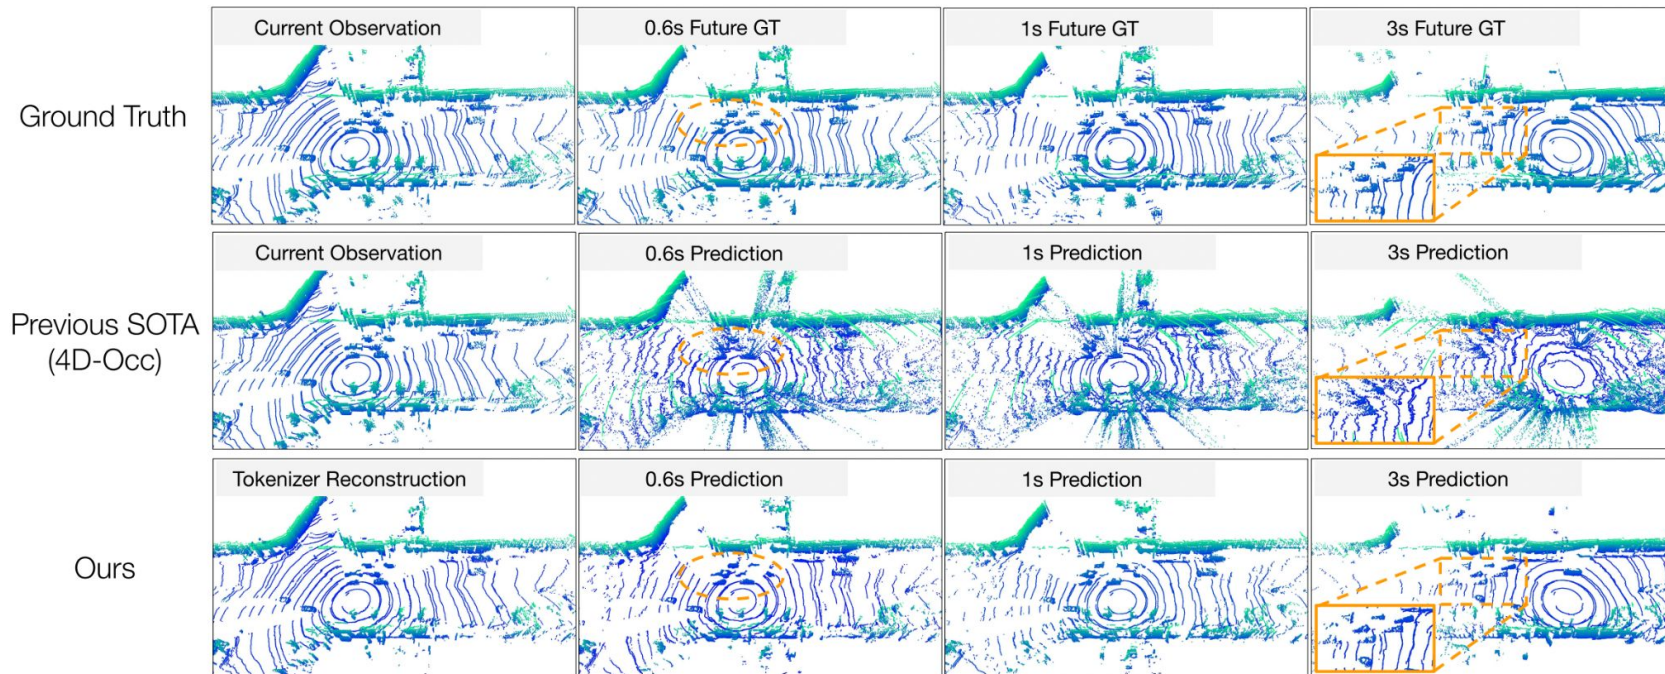 Current Observation
0.6s Future GT
1s Future GT
3s Future GT
Ground Truth
Current Observation
0.6s Prediction
1s Prediction
3s Prediction
Previous SOTA
(4D-Occ)
Tokenizer Reconstruction
0.6s Prediction
1s Prediction
3s Prediction
Ours